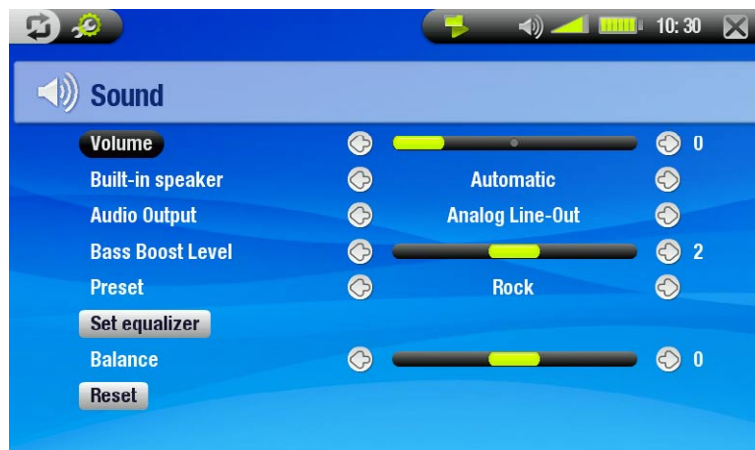 10:30
Sound
Volume 0
Built-in speaker Automatic
Audio Output Analog Line-Out
Bass Boost Level 2
Preset Rock
Set equalizer
Balance 0
Reset